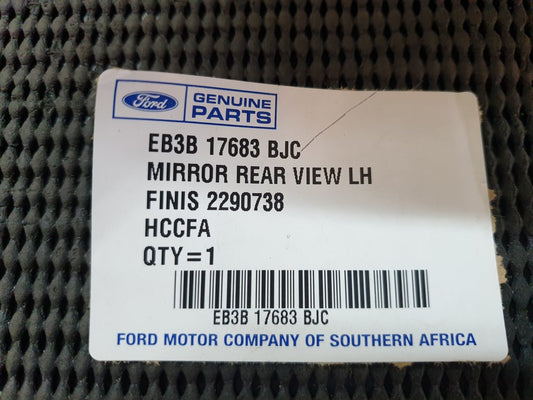 Ford
GENUINE
PARTS
EB3B 17683 BJC
MIRROR REAR VIEW LH
FINIS 2290738
HCCFA
QTY=1
EB3B 17683 BJC
FORD MOTOR COMPANY OF SOUTHERN AFRICA